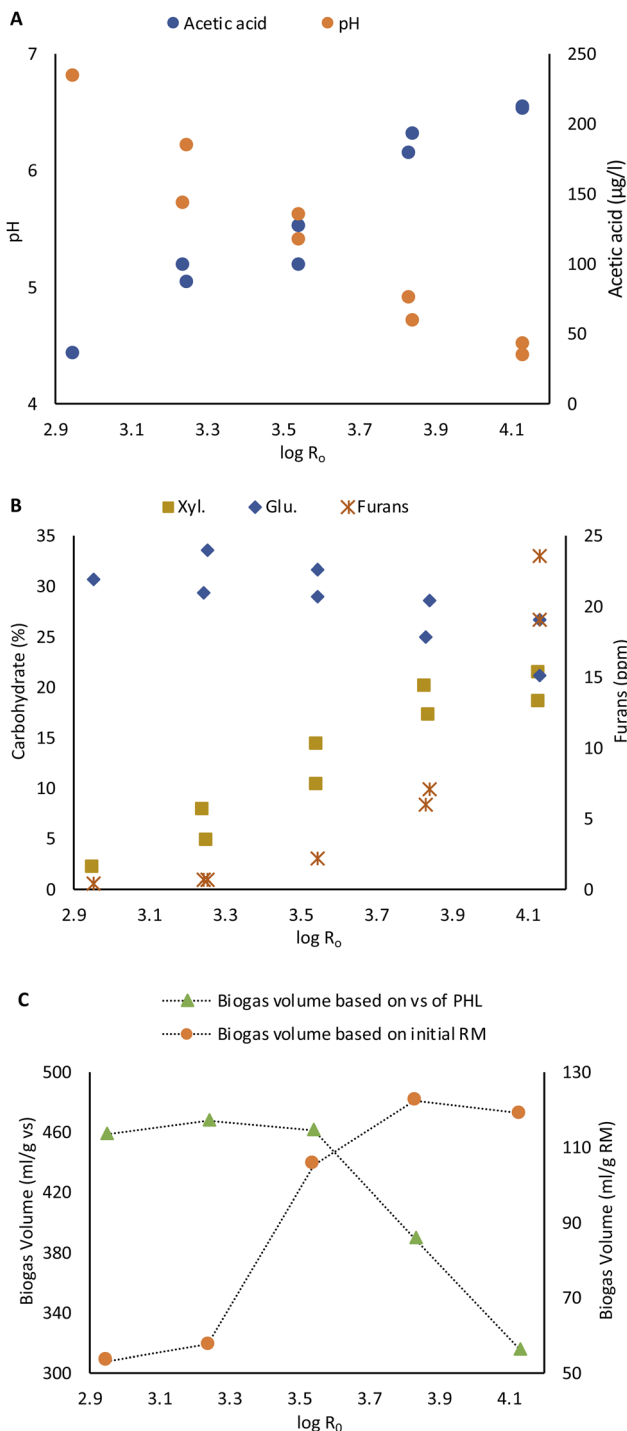 A
Acetic acid pH
7 250
6 200
150
5 100
50
4 0
2.9 3.1 3.3 3.5 3.7 3.9 4.1
pH
Acetic acid (µg/l)
log Ro
B
Xyl. Glu. Furans
35 25
30 20
25
20 15
15 10
10
5 5
0 0
2.9 3.1 3.3 3.5 3.7 3.9 4.1
Carbohydrate (%)
Furans (ppm)
log Ro
C
Biogas volume based on vs of PHL
Biogas volume based on initial RM
500 130
460 110
420
90
380
340 70
300 50
2.9 3.1 3.3 3.5 3.7 3.9 4.1
Biogas Volume (ml/g vs)
Biogas Volume (ml/g RM)
log R0